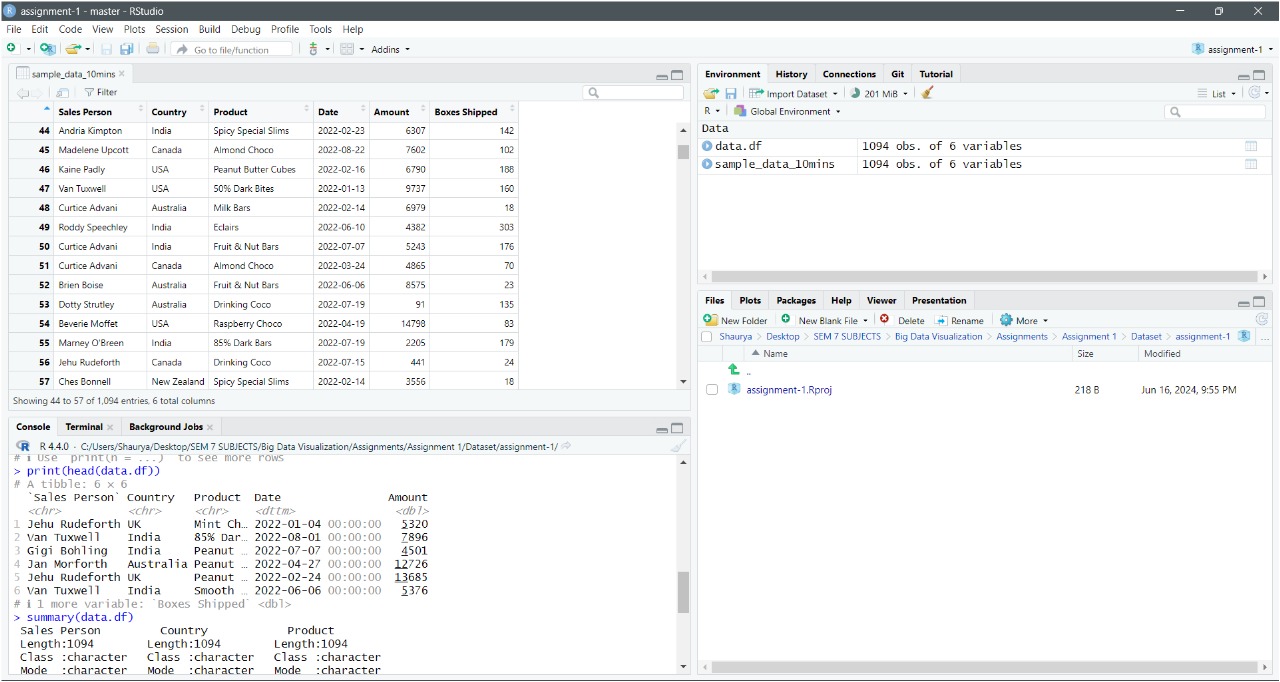 assignment-1 - master - RStudio
File Edit Code View Plots Session Build Debug Profile Tools Help
Go to file/function Addins assignment-1
sample_data_10mins
Filter
Sales Person Country Product Date Amount Boxes Shipped
44 Andria Kimpton India Spicy Special Slims 2022-02-23 6307 142
45 Madelene Upcott Canada Almond Choco 2022-08-22 7602 102
46 Kaine Padly USA Peanut Butter Cubes 2022-02-16 6790 188
47 Van Tuxwell USA 50% Dark Bites 2022-01-13 9737 160
48 Curtice Advani Australia Milk Bars 2022-02-14 6979 18
49 Roddy Speechley India Eclairs 2022-06-10 4382 303
50 Curtice Advani India Fruit & Nut Bars 2022-07-07 5243 176
51 Curtice Advani Canada Almond Choco 2022-03-24 4865 70
52 Brien Boise Australia Fruit & Nut Bars 2022-06-06 8575 23
53 Dotty Strutley Australia Drinking Coco 2022-07-19 91 135
54 Beverie Moffet USA Raspberry Choco 2022-04-19 14798 83
55 Marney O'Breen India 85% Dark Bars 2022-07-19 2205 179
56 Jehu Rudeforth Canada Drinking Coco 2022-07-15 441 24
57 Ches Bonnell New Zealand Spicy Special Slims 2022-02-14 3556 18
Showing 44 to 57 of 1,094 entries, 6 total columns
Console Terminal Background Jobs
R 4.4.0 · C:/Users/Shaurya/Desktop/SEM 7 SUBJECTS/Big Data Visualization/Assignments/Assignment 1/Dataset/assignment-1/
# ℹ Use `print(n = ...)` to see more rows
> print(head(data.df))
# A tibble: 6 × 6
`Sales Person` Country Product Date Amount
<chr> <chr> <chr> <dttm> <dbl>
1 Jehu Rudeforth UK Mint Ch… 2022-01-04 00:00:00 5320
2 Van Tuxwell India 85% Dar… 2022-08-01 00:00:00 7896
3 Gigi Bohling India Peanut … 2022-07-07 00:00:00 4501
4 Jan Morforth Australia Peanut … 2022-04-27 00:00:00 12726
5 Jehu Rudeforth UK Peanut … 2022-02-24 00:00:00 13685
6 Van Tuxwell India Smooth … 2022-06-06 00:00:00 5376
# ℹ 1 more variable: `Boxes Shipped` <dbl>
> summary(data.df)
Sales Person Country Product
Length:1094 Length:1094 Length:1094
Class :character Class :character Class :character
Mode :character Mode :character Mode :character
Environment History Connections Git Tutorial
Import Dataset 201 MiB List
R Global Environment
Data
data.df 1094 obs. of 6 variables
sample_data_10mins 1094 obs. of 6 variables
Files Plots Packages Help Viewer Presentation
New Folder New Blank File Delete Rename More
Shaurya Desktop SEM 7 SUBJECTS Big Data Visualization Assignments Assignment 1 Dataset assignment-1 ...
Name Size Modified
..
assignment-1.Rproj 218 B Jun 16, 2024, 9:55 PM